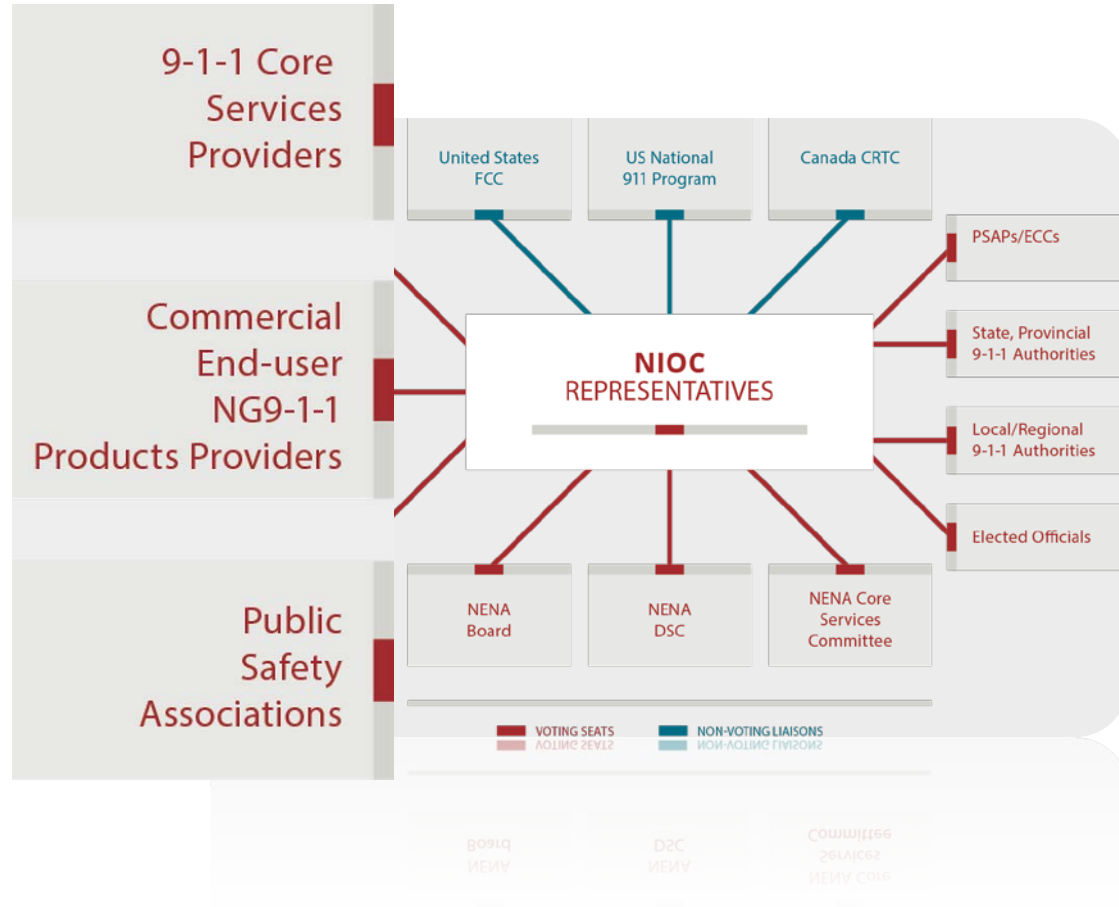 9-1-1 Core
Services
Providers
Commercial
End-user
NG9-1-1
Products Providers
Public
Safety
Associations
United States
FCC
US National
911 Program
Canada CRTC
NIOC
REPRESENTATIVES
PSAPs/ECCs
State, Provincial
9-1-1 Authorities
Local/Regional
9-1-1 Authorities
Elected Officials
NENA
Board
NENA
DSC
NENA Core
Services
Committee
VOTING SEATS
NON-VOTING LIAISONS